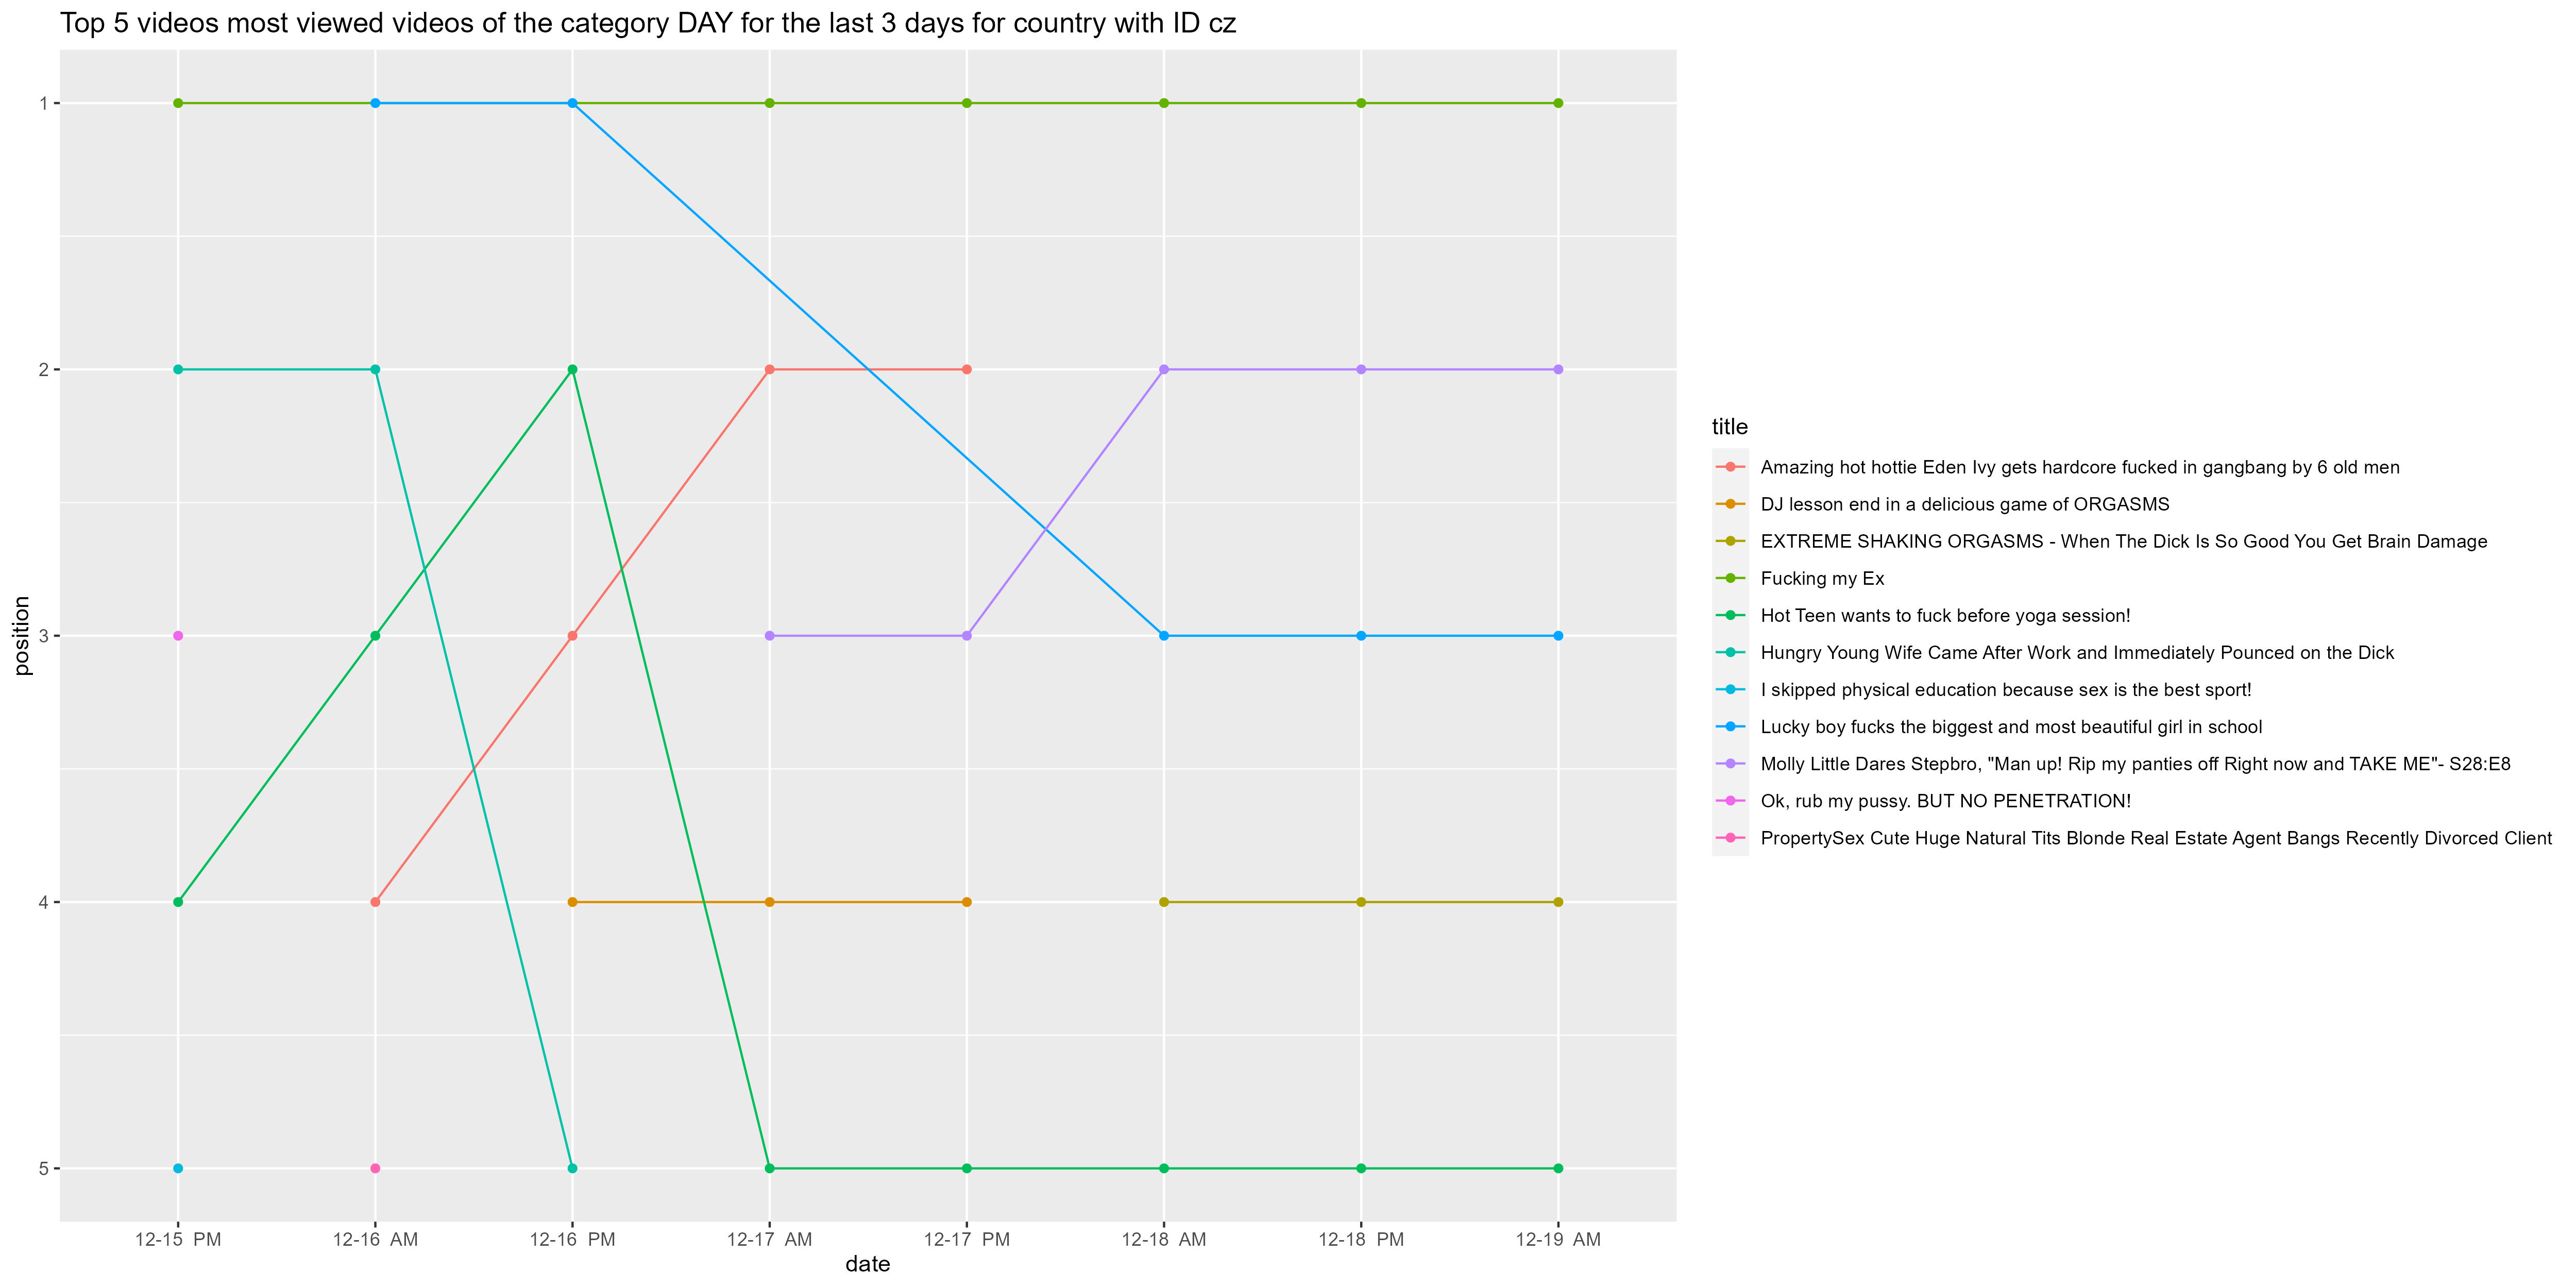 Top 5 videos most viewed videos of the category DAY for the last 3 days for country with ID cz
position
1
2
3
4
5
12-15 PM
12-16 AM
12-16 PM
12-17 AM
12-17 PM
12-18 AM
12-18 PM
12-19 AM
date
title
Amazing hot hottie Eden Ivy gets hardcore fucked in gangbang by 6 old men
DJ lesson end in a delicious game of ORGASMS
EXTREME SHAKING ORGASMS - When The Dick Is So Good You Get Brain Damage
Fucking my Ex
Hot Teen wants to fuck before yoga session!
Hungry Young Wife Came After Work and Immediately Pounced on the Dick
I skipped physical education because sex is the best sport!
Lucky boy fucks the biggest and most beautiful girl in school
Molly Little Dares Stepbro, "Man up! Rip my panties off Right now and TAKE ME"- S28:E8
Ok, rub my pussy. BUT NO PENETRATION!
PropertySex Cute Huge Natural Tits Blonde Real Estate Agent Bangs Recently Divorced Client